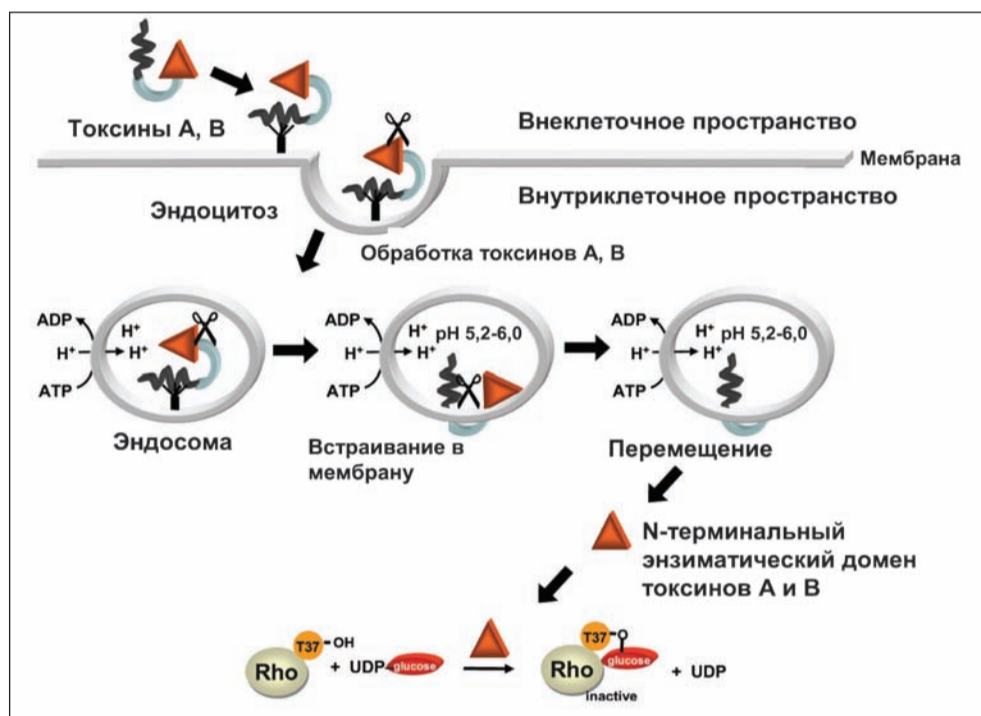 Токсины А, В
Внеклеточное пространство
Мембрана
Эндоцитоз
Внутриклеточное пространство
Обработка токсинов А, В
ADP
H⁺
H⁺
H⁺
ATP
Эндосома
ADP
H⁺
pH 5,2-6,0
H⁺
H⁺
ATP
Встраивание в
мембрану
ADP
H⁺
pH 5,2-6,0
H⁺
H⁺
ATP
Перемещение
N-терминальный
энзиматический домен
токсинов А и В
T37
-OH
Rho
+ UDP-
glucose
T37
-O
glucose
Rho
inactive
+ UDP